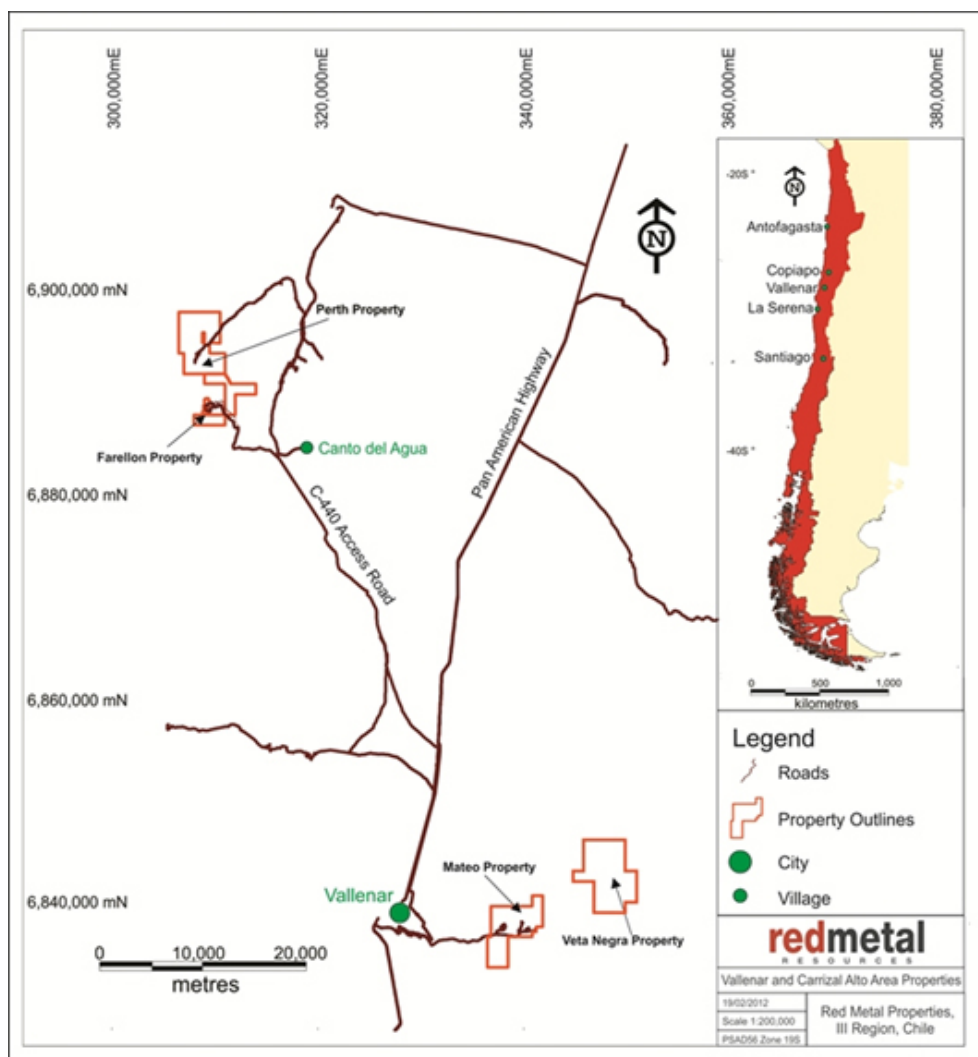 300,000mE
320,000mE
340,000mE
360,000mE
380,000mE
6,900,000 mN
6,880,000 mN
6,860,000 mN
6,840,000 mN
N
Perth Property
Farellon Property
Canto del Agua
C-440 Access Road
Pan American Highway
Vallenar
Mateo Property
Veta Negra Property
0 10,000 20,000
metres
N
-20S °
Antofagasta
Copiapo
Vallenar
La Serena
Santiago
-40S °
0 500 1,000
kilometres
Legend
Roads
Property Outlines
City
Village
redmetal
RESOURCES
Vallenar and Carrizal Alto Area Properties
19/02/2012
Scale 1:200,000
PSAD56 Zone 19S
Red Metal Properties,
III Region, Chile